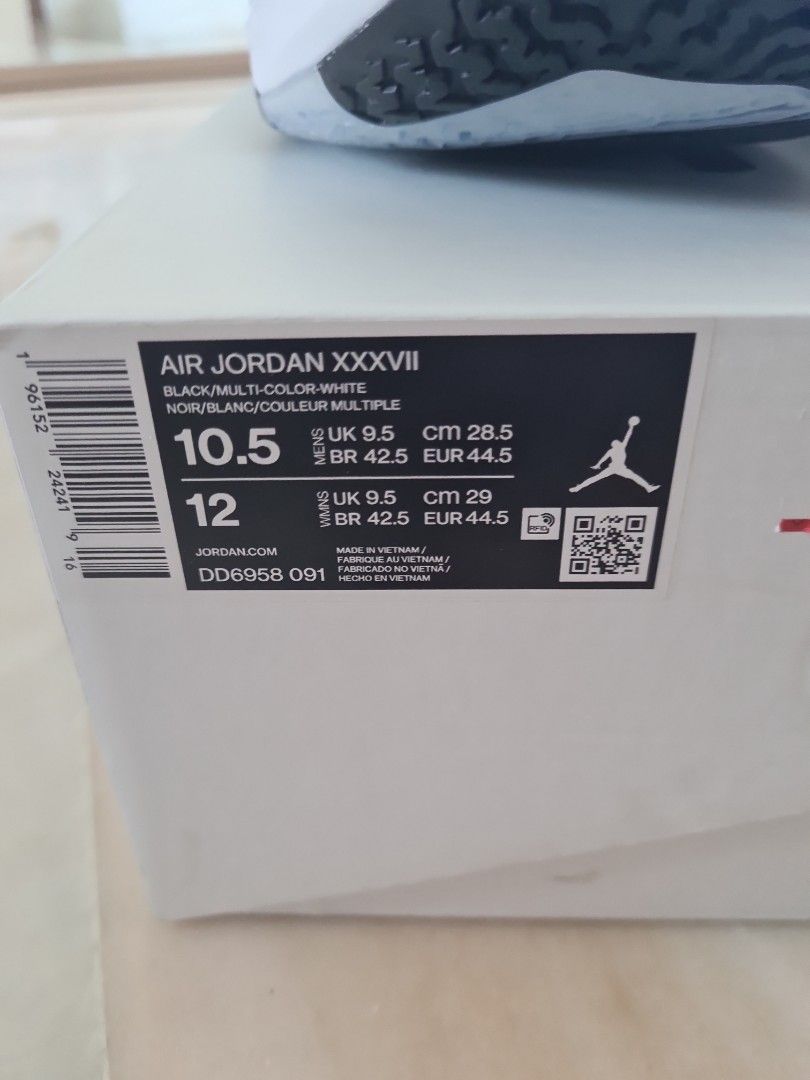 AIR JORDAN XXXVII
BLACK/MULTI-COLOR-WHITE
NOIR/BLANC/COULEUR MULTIPLE
10.5 MENS UK 9.5 cm 28.5
BR 42.5 EUR 44.5
12 WMNS UK 9.5 cm 29
BR 42.5 EUR 44.5
RFID
JORDAN.COM
DD6958 091
MADE IN VIETNAM /
FABRIQUE AU VIETNAM /
FABRICADO NO VIETNÃ /
HECHO EN VIETNAM
1 96152 24241 9 16